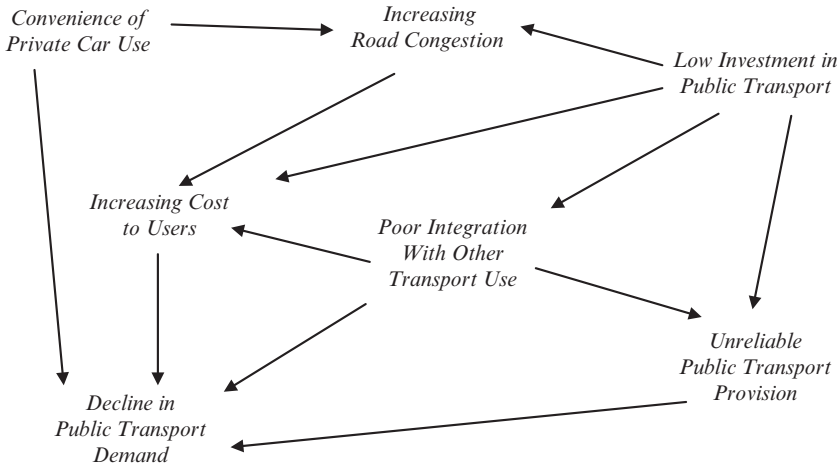 Convenience of
Private Car Use
Increasing
Road Congestion
Low Investment in
Public Transport
Increasing Cost
to Users
Poor Integration
With Other
Transport Use
Unreliable
Public Transport
Provision
Decline in
Public Transport
Demand